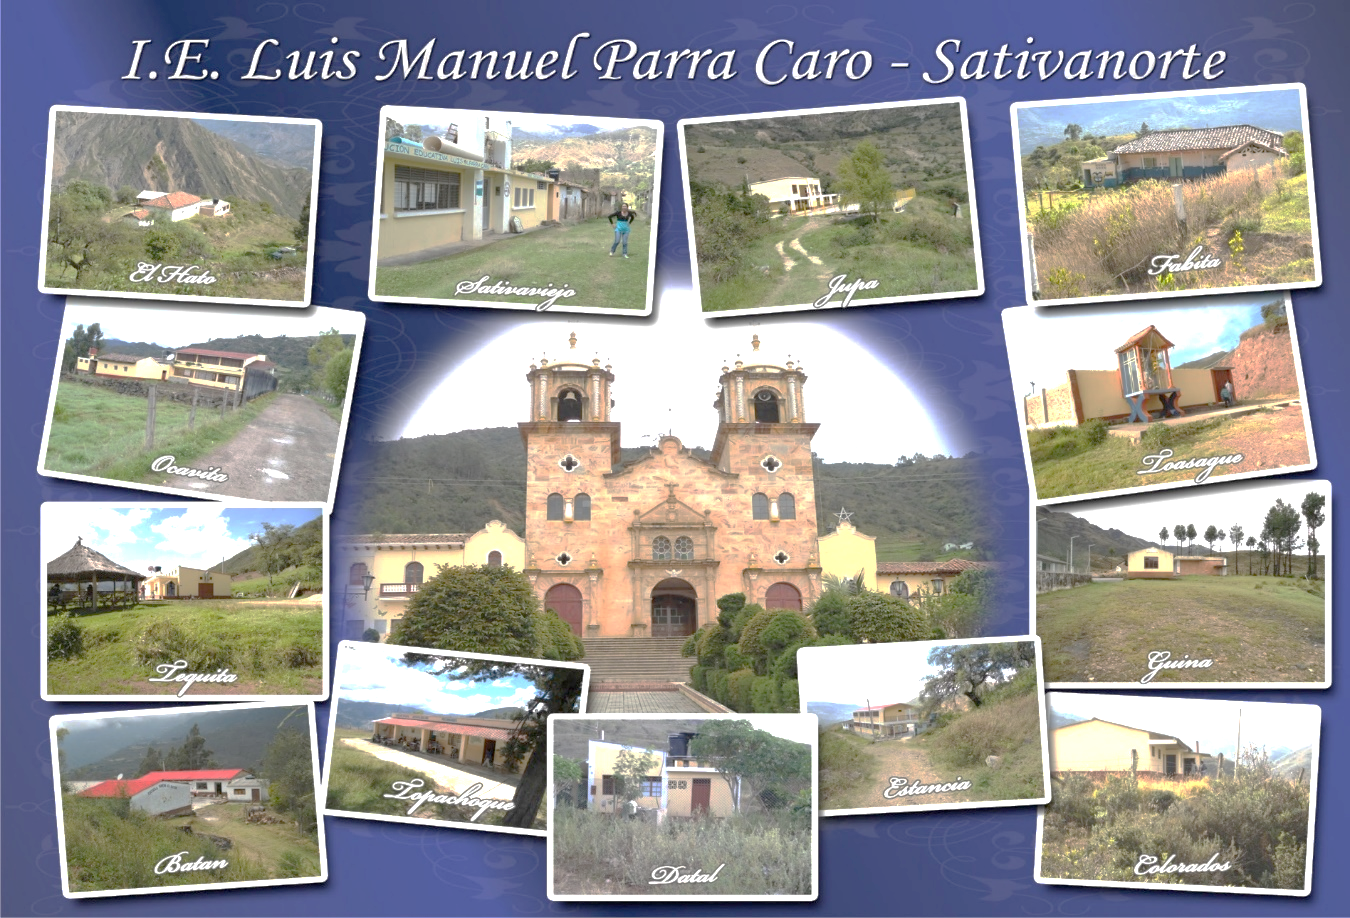 I.E. Luis Manuel Parra Caro - Sativanorte
El Hato
Sativaviejo
Jupa
Fabita
Ocavita
Toasague
Tequita
Guina
Topachoque
Estancia
Batan
Datal
Colorados